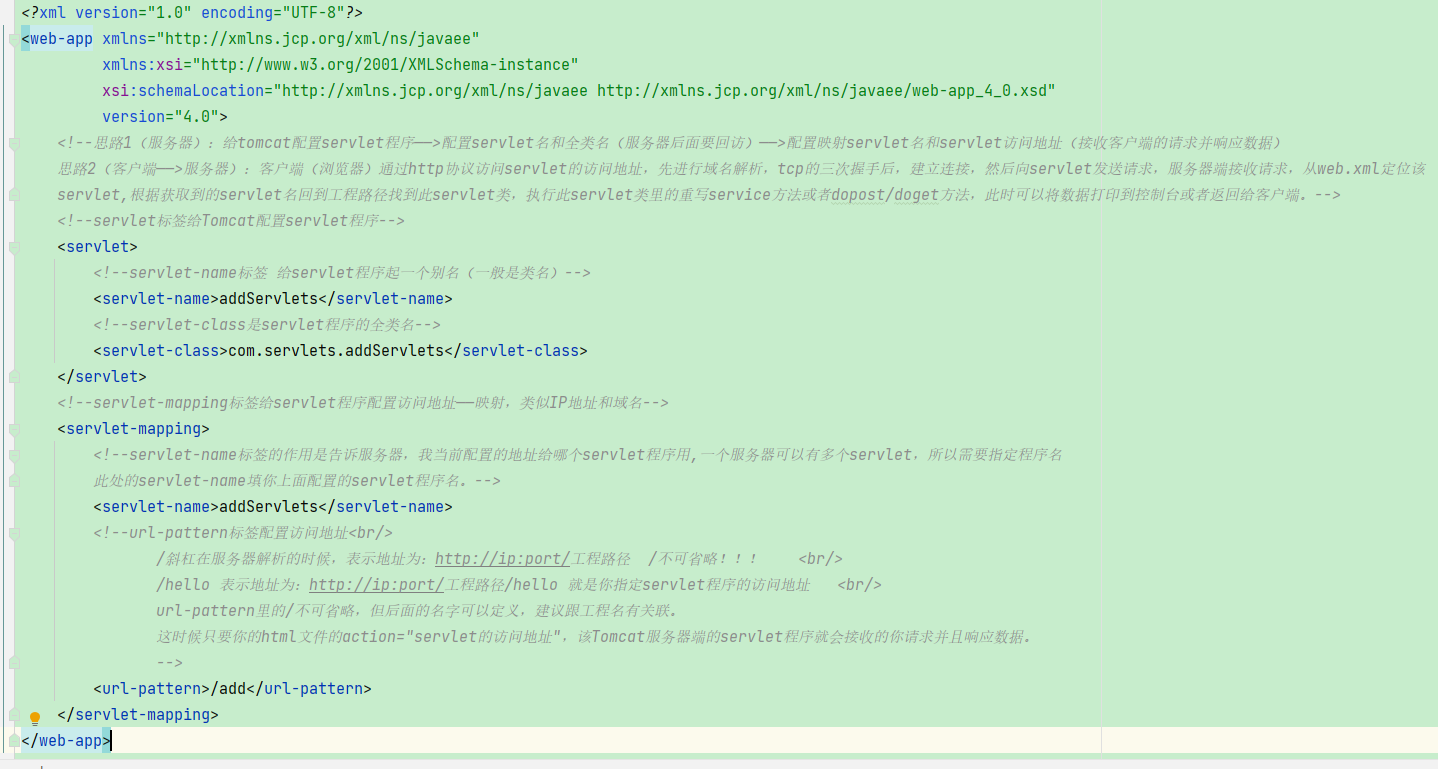 <?xml version="1.0" encoding="UTF-8"?>
<web-app xmlns="http://xmlns.jcp.org/xml/ns/javaee"
         xmlns:xsi="http://www.w3.org/2001/XMLSchema-instance"
         xsi:schemaLocation="http://xmlns.jcp.org/xml/ns/javaee http://xmlns.jcp.org/xml/ns/javaee/web-app_4_0.xsd"
         version="4.0">
    <!--思路1（服务器）：给tomcat配置servlet程序——>配置servlet名和全类名（服务器后面要回访）——>配置映射servlet名和servlet访问地址（接收客户端的请求并响应数据）
    思路2（客户端——>服务器）：客户端（浏览器）通过http协议访问servlet的访问地址，先进行域名解析，tcp的三次握手后，建立连接，然后向servlet发送请求，服务器端接收请求，从web.xml定位该
    servlet,根据获取到的servlet名回到工程路径找到此servlet类，执行此servlet类里的重写service方法或者dopost/doget方法，此时可以将数据打印到控制台或者返回给客户端。-->
    <!--servlet标签给Tomcat配置servlet程序-->
    <servlet>
        <!--servlet-name标签 给servlet程序起一个别名（一般是类名）-->
        <servlet-name>addServlets</servlet-name>
        <!--servlet-class是servlet程序的全类名-->
        <servlet-class>com.servlets.addServlets</servlet-class>
    </servlet>
    <!--servlet-mapping标签给servlet程序配置访问地址——映射，类似IP地址和域名-->
    <servlet-mapping>
        <!--servlet-name标签的作用是告诉服务器，我当前配置的地址给哪个servlet程序用,一个服务器可以有多个servlet，所以需要指定程序名
        此处的servlet-name填你上面配置的servlet程序名。-->
        <servlet-name>addServlets</servlet-name>
        <!--url-pattern标签配置访问地址<br/>
               /斜杠在服务器解析的时候，表示地址为：http://ip:port/工程路径  /不可省略！！！    <br/>
               /hello 表示地址为：http://ip:port/工程路径/hello 就是你指定servlet程序的访问地址   <br/>
               url-pattern里的/不可省略，但后面的名字可以定义，建议跟工程名有关联。
               这时候只要你的html文件的action="servlet的访问地址"，该Tomcat服务器端的servlet程序就会接收的你请求并且响应数据。
               -->
        <url-pattern>/add</url-pattern>
    </servlet-mapping>
</web-app>